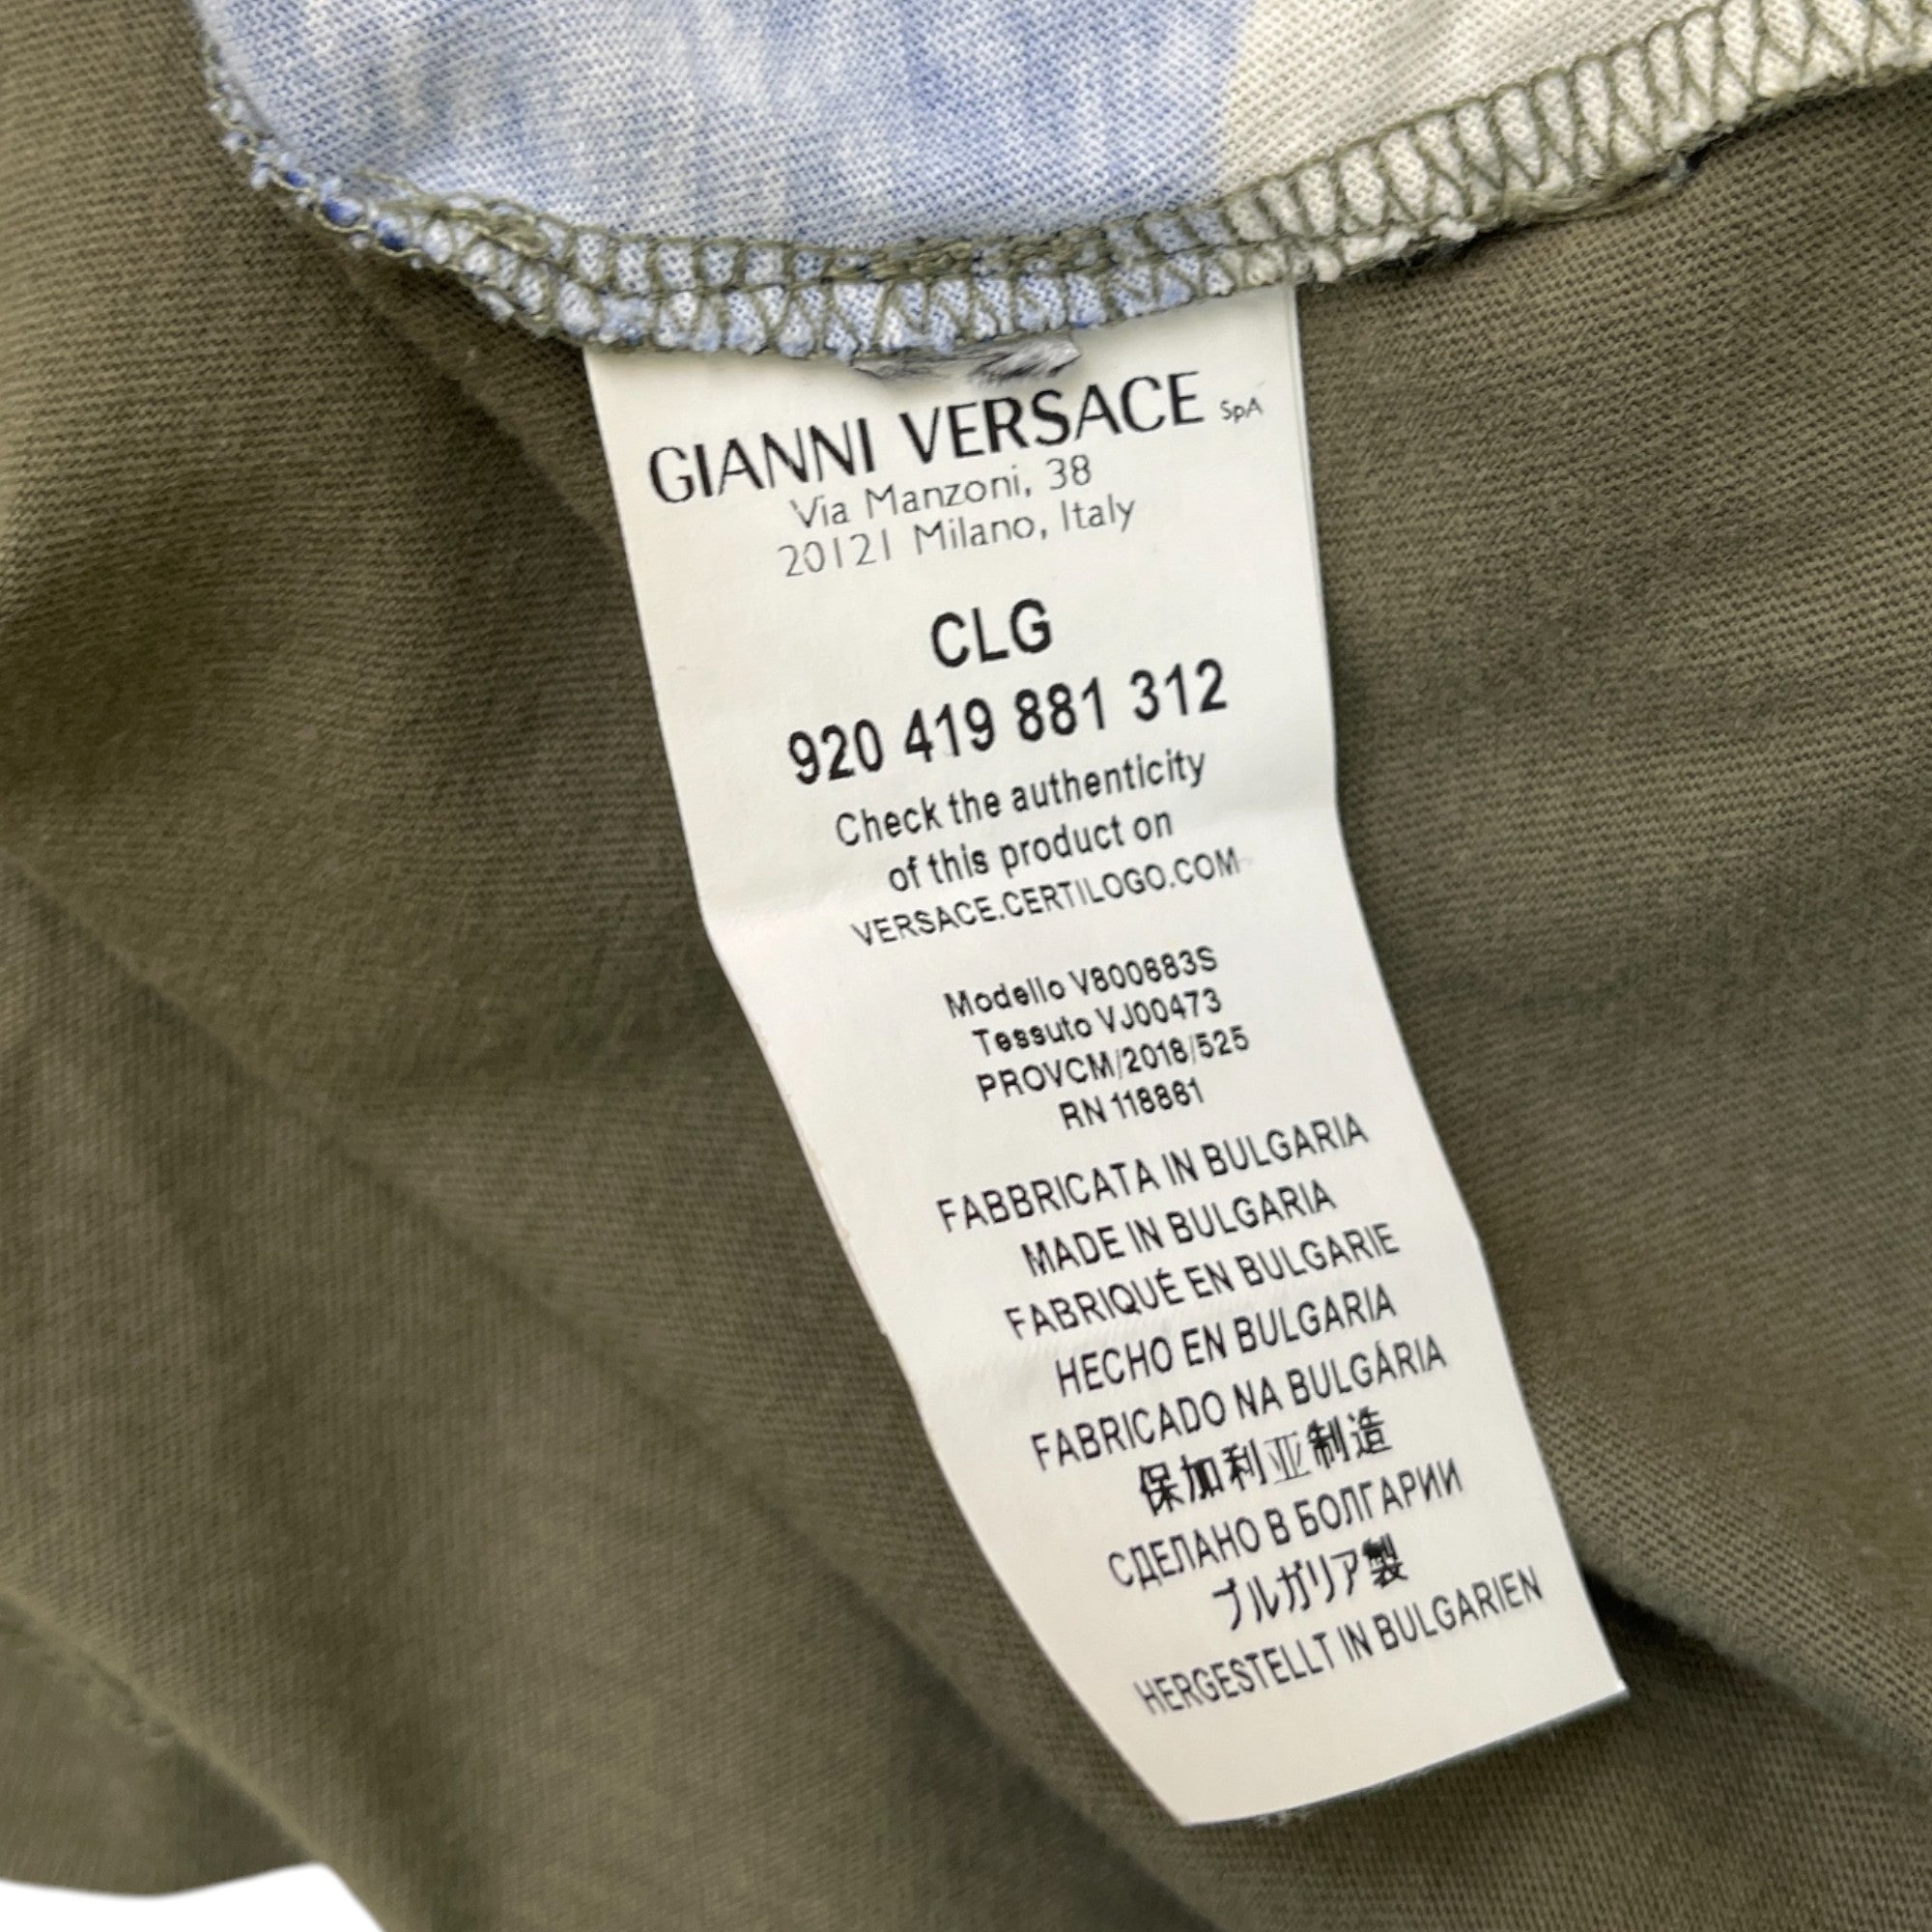 GIANNI VERSACE SpA
Via Manzoni, 38
20121 Milano, Italy
CLG
920 419 881 312
Check the authenticity
of this product on
VERSACE.CERTILOGO.COM
Modello V800683S
Tessuto VJ00473
PROVCM/2018/525
RN 118881
FABBRICATA IN BULGARIA
MADE IN BULGARIA
FABRIQUÉ EN BULGARIE
HECHO EN BULGARIA
FABRICADO NA BULGÁRIA
保加利亚制造
СДЕЛАНО В БОЛГАРИИ
ブルガリア製
HERGESTELLT IN BULGARIEN